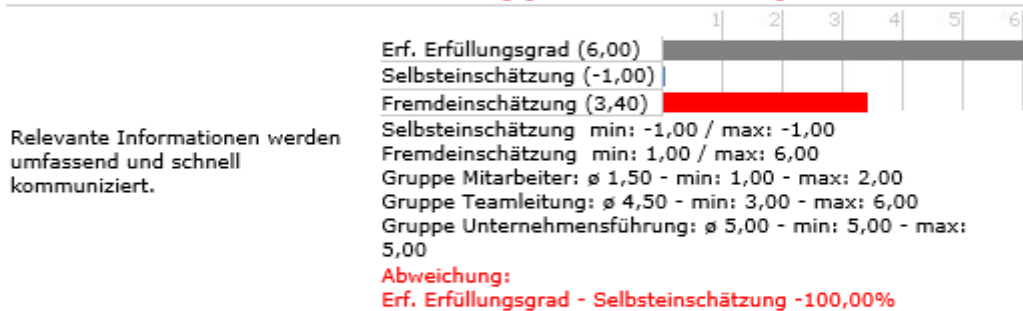 1 2 3 4 5 6
Erf. Erfüllungsgrad (6,00)
Selbsteinschätzung (-1,00)
Fremdeinschätzung (3,40)
Relevante Informationen werden
umfassend und schnell
kommuniziert.
Selbsteinschätzung min: -1,00 / max: -1,00
Fremdeinschätzung min: 1,00 / max: 6,00
Gruppe Mitarbeiter: ø 1,50 - min: 1,00 - max: 2,00
Gruppe Teamleitung: ø 4,50 - min: 3,00 - max: 6,00
Gruppe Unternehmensführung: ø 5,00 - min: 5,00 - max:
5,00
Abweichung:
Erf. Erfüllungsgrad - Selbsteinschätzung -100,00%